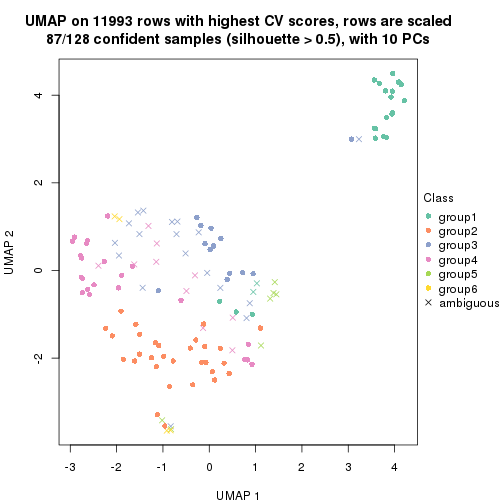 UMAP on 11993 rows with highest CV scores, rows are scaled
87/128 confident samples (silhouette > 0.5), with 10 PCs
4
2
0
-2
UMAP 2
-3 -2 -1 0 1 2 3 4
UMAP 1
Class
group1
group2
group3
group4
group5
group6
ambiguous